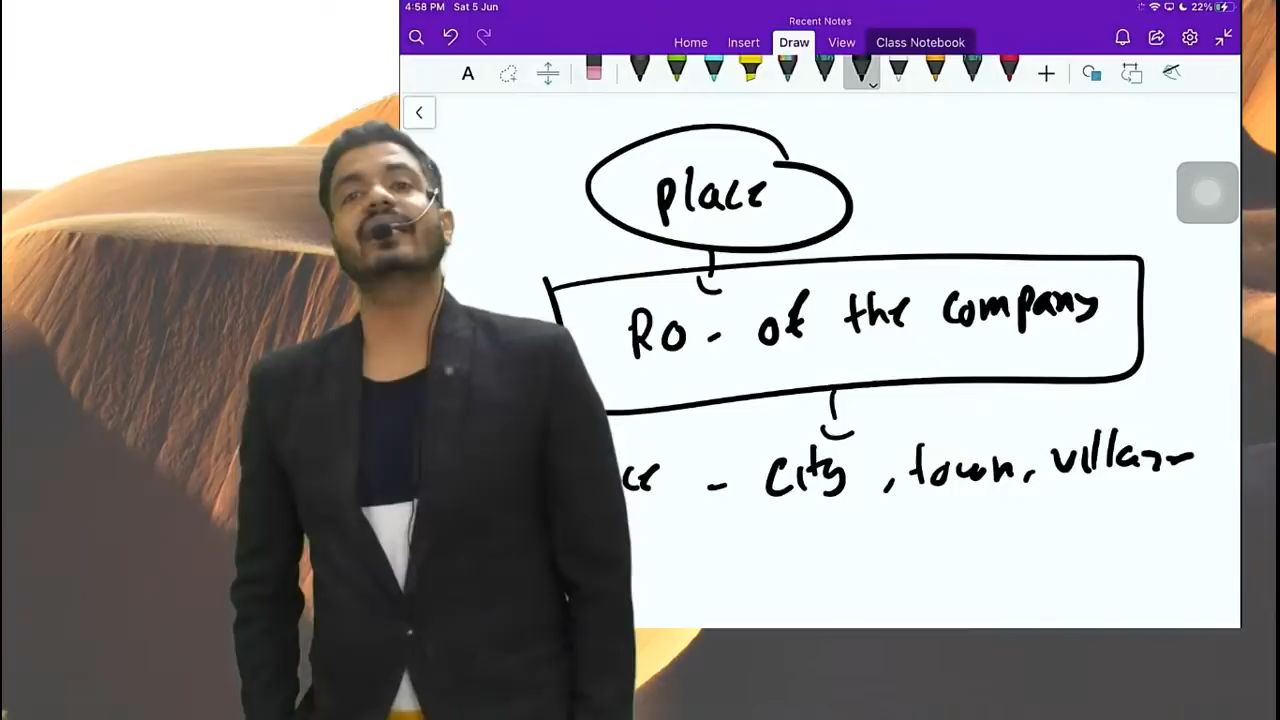 4:58 PM Sat 5 Jun
22%
Recent Notes
Home Insert Draw View Class Notebook
A
place
RO - of the company
ce - city, town, village